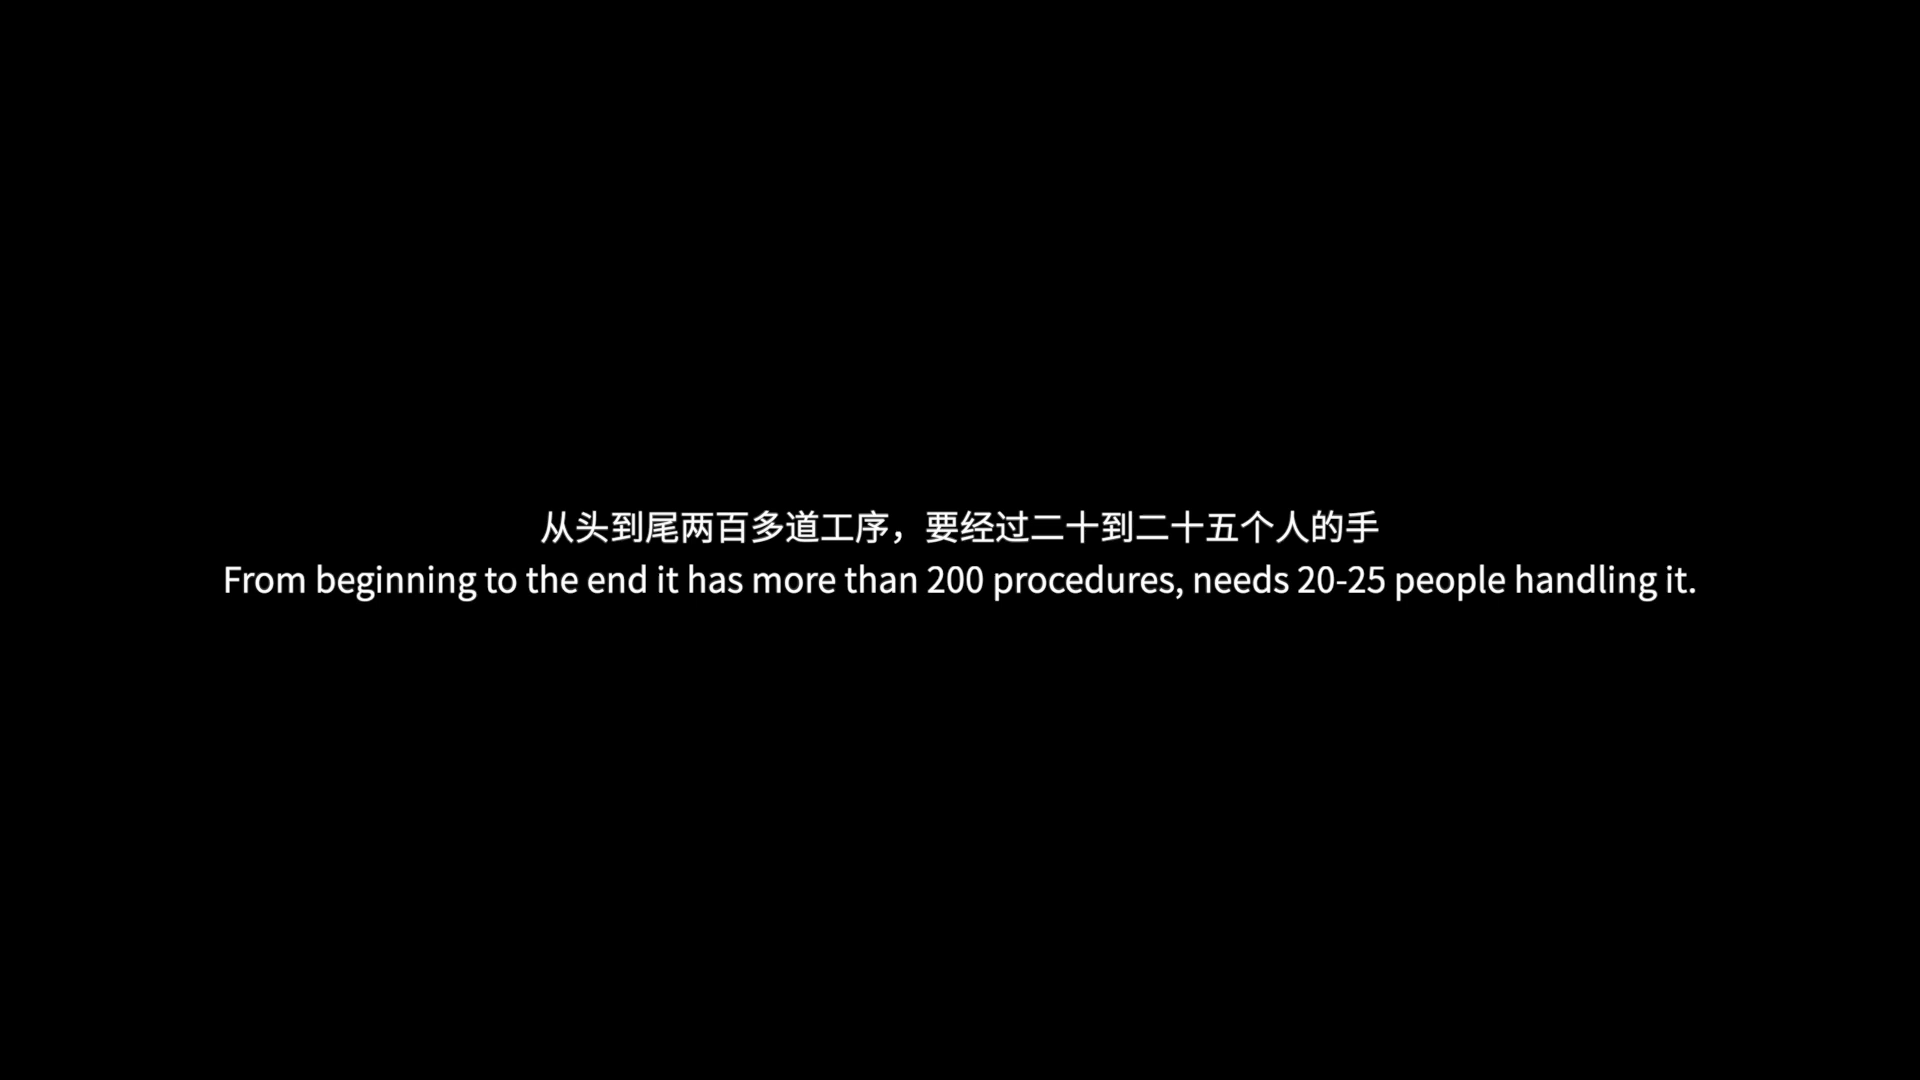 从头到尾两百多道工序，要经过二十到二十五个人的手
From beginning to the end it has more than 200 procedures, needs 20-25 people handling it.